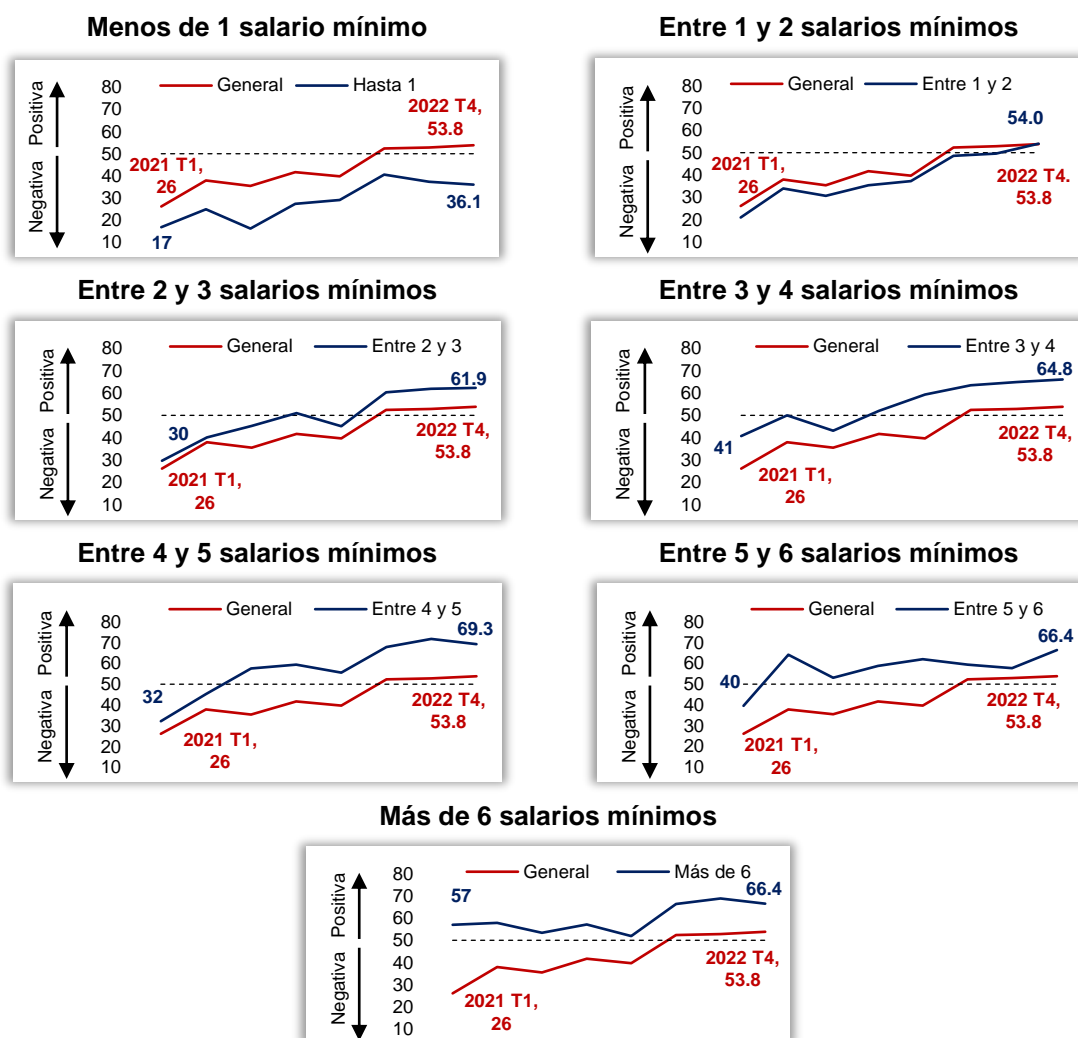 Menos de 1 salario mínimo
Positiva
Negativa
80
70
60
50
40
30
20
10
General
Hasta 1
2021 T1,
26
2022 T4,
53.8
17
36.1
Entre 1 y 2 salarios mínimos
Positiva
Negativa
80
70
60
50
40
30
20
10
General
Entre 1 y 2
54.0
2021 T1,
26
2022 T4.
53.8
Entre 2 y 3 salarios mínimos
Positiva
Negativa
80
70
60
50
40
30
20
10
General
Entre 2 y 3
61.9
30
2022 T4,
53.8
2021 T1,
26
Entre 3 y 4 salarios mínimos
Positiva
Negativa
80
70
60
50
40
30
20
10
General
Entre 3 y 4
64.8
41
2022 T4,
53.8
2021 T1,
26
Entre 4 y 5 salarios mínimos
Positiva
Negativa
80
70
60
50
40
30
20
10
General
Entre 4 y 5
69.3
32
2022 T4,
53.8
2021 T1,
26
Entre 5 y 6 salarios mínimos
Positiva
Negativa
80
70
60
50
40
30
20
10
General
Entre 5 y 6
66.4
40
2022 T4,
53.8
2021 T1,
26
Más de 6 salarios mínimos
Positiva
Negativa
80
70
60
50
40
30
20
10
General
Más de 6
66.4
57
2022 T4,
53.8
2021 T1,
26